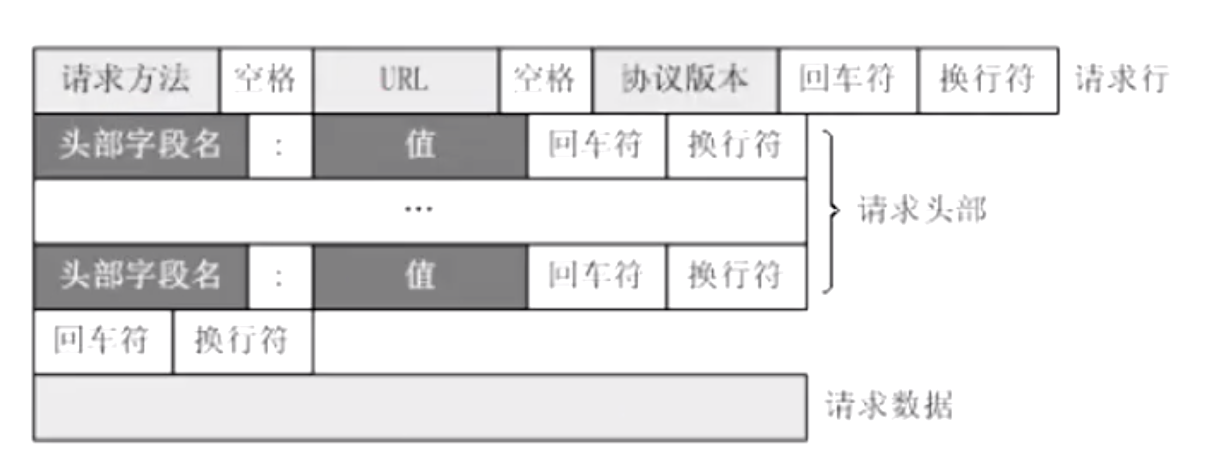 请求方法 空格 URL 空格 协议版本 回车符 换行符 请求行
头部字段名 : 值 回车符 换行符
... 请求头部
头部字段名 : 值 回车符 换行符
回车符 换行符
请求数据